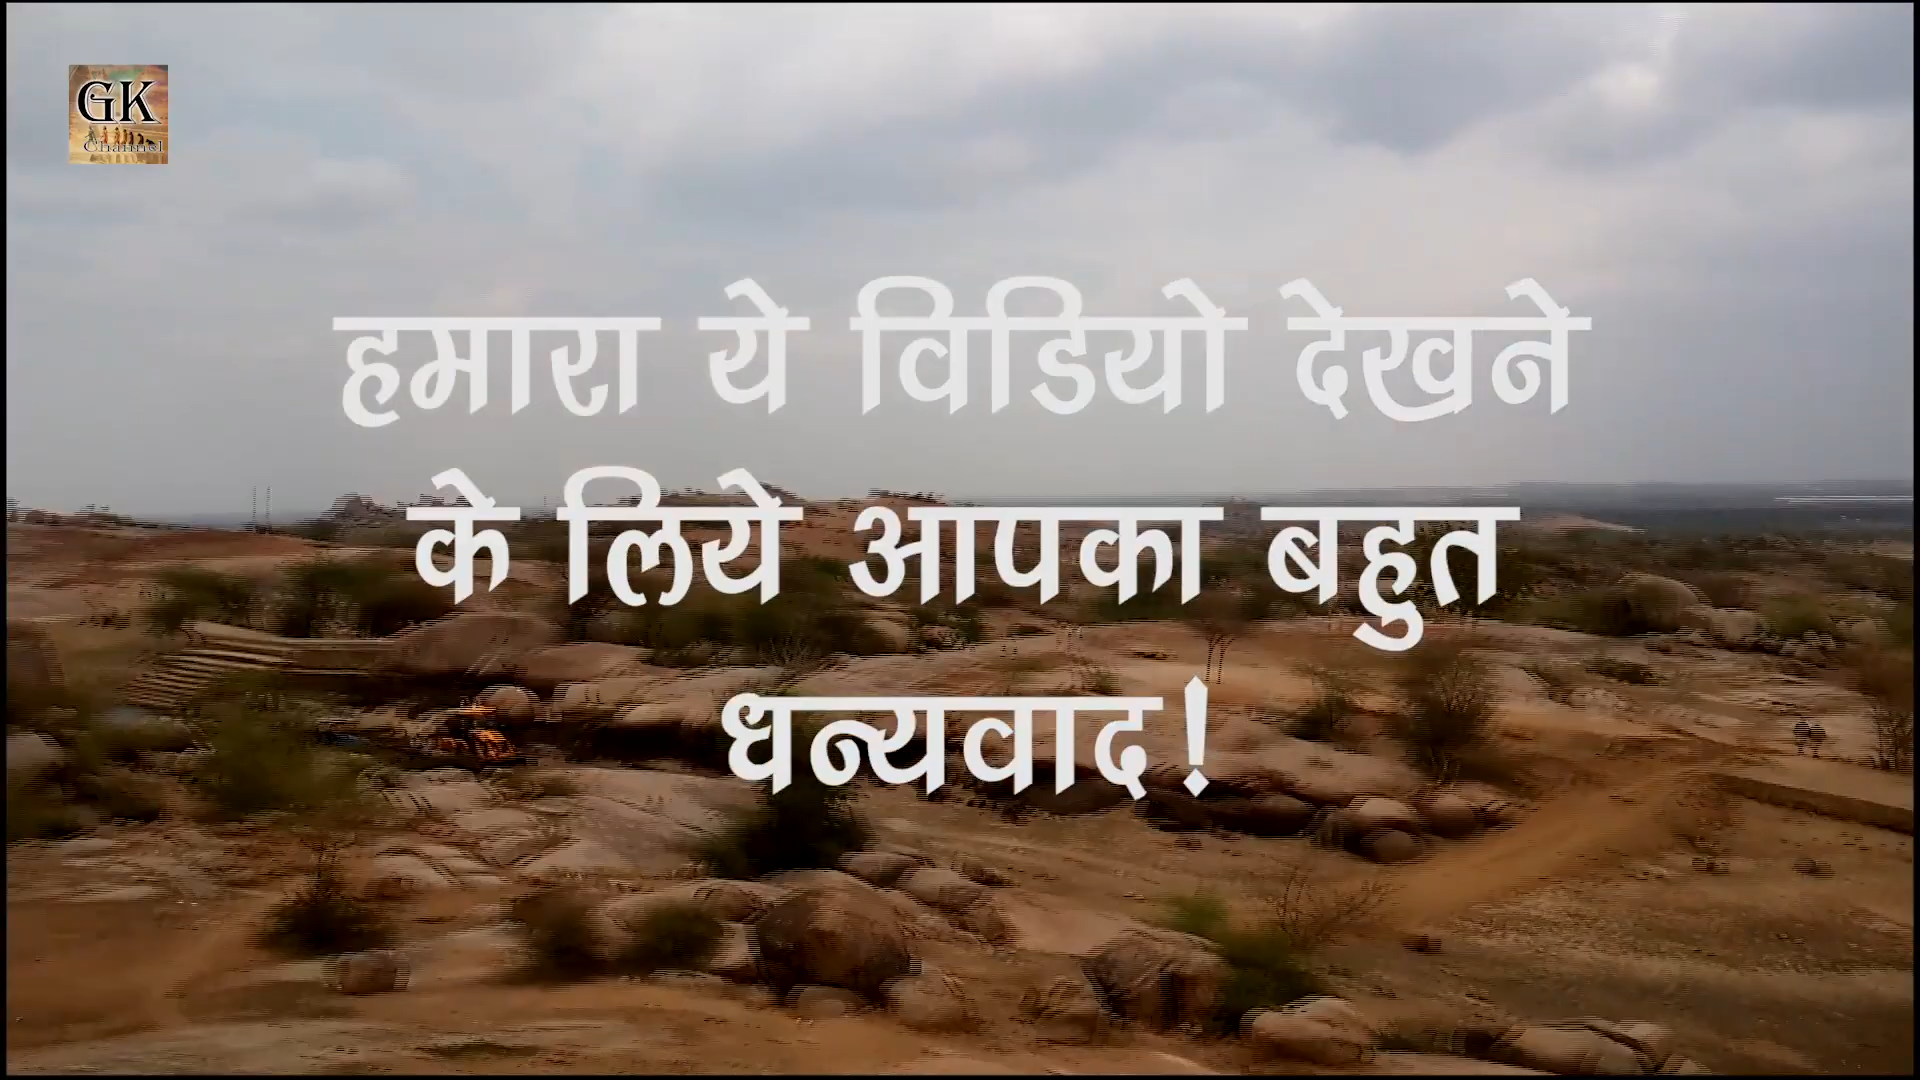 GK
Channel
हमारा ये विडियो देखने
के लिये आपका बहुत
धन्यवाद!